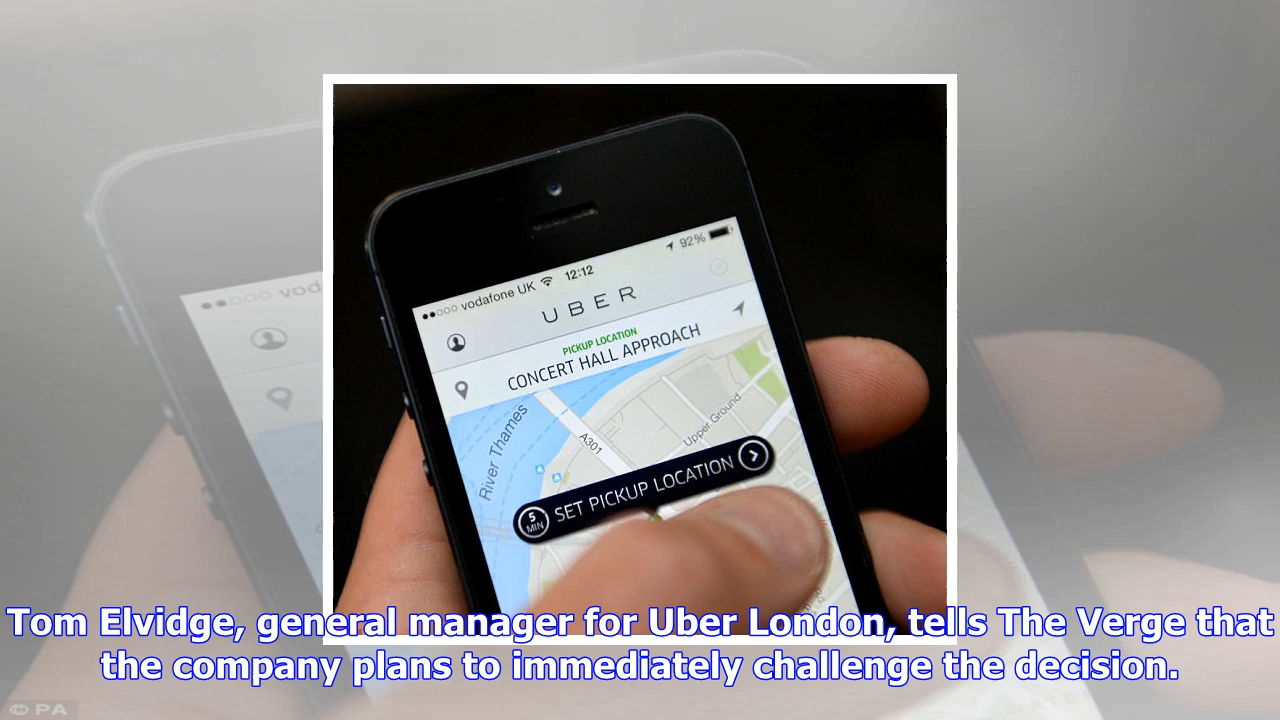 vodafone UK 12:12 92%
UBER
PICKUP LOCATION
CONCERT HALL APPROACH
River Thames
A301
Upper Ground
5 MIN SET PICKUP LOCATION
vod
Tom Elvidge, general manager for Uber London, tells The Verge that
the company plans to immediately challenge the decision.
© PA